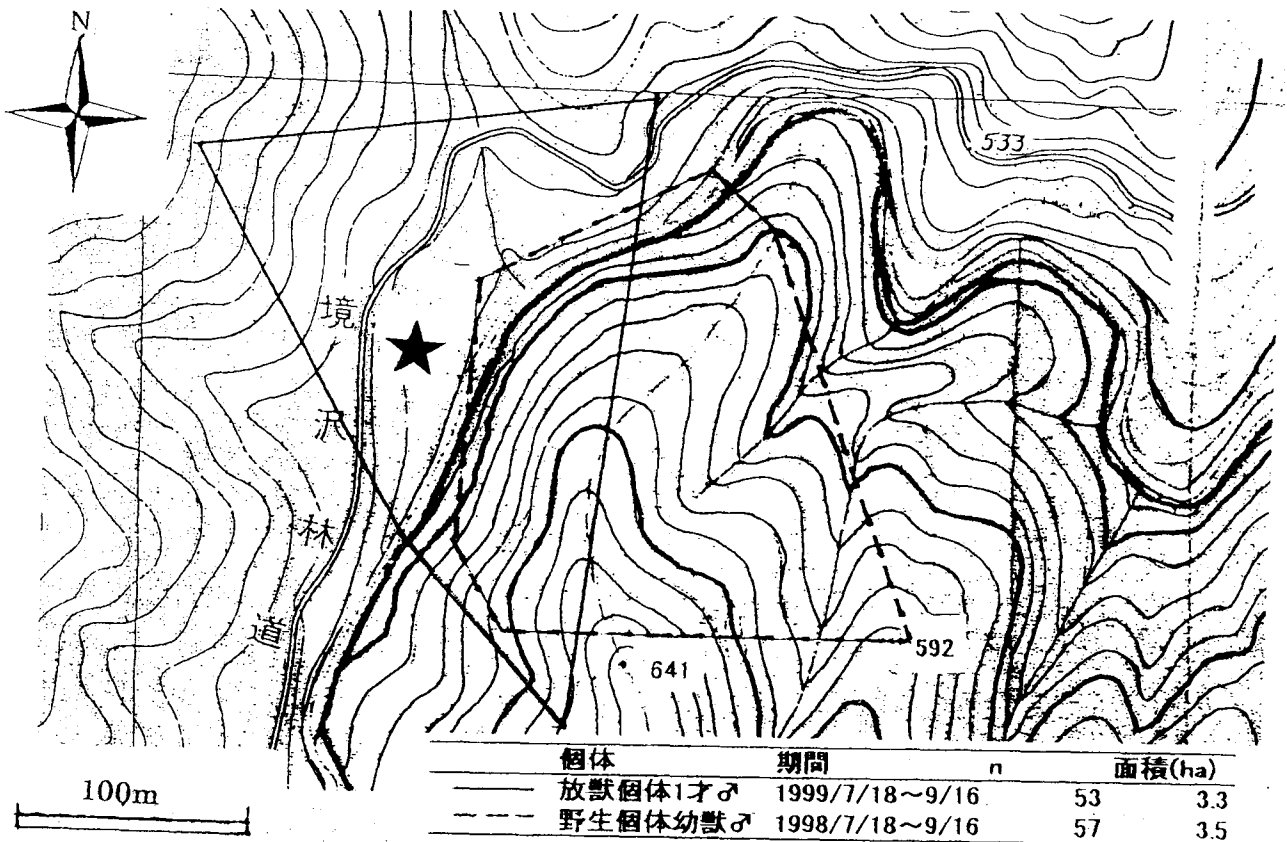 N
533
境
沢
林
道
592
641
100m
個体 期間 n 面積(ha)
放獣個体1才♂ 1999/7/18～9/16 53 3.3
野生個体幼獣♂ 1998/7/18～9/16 57 3.5